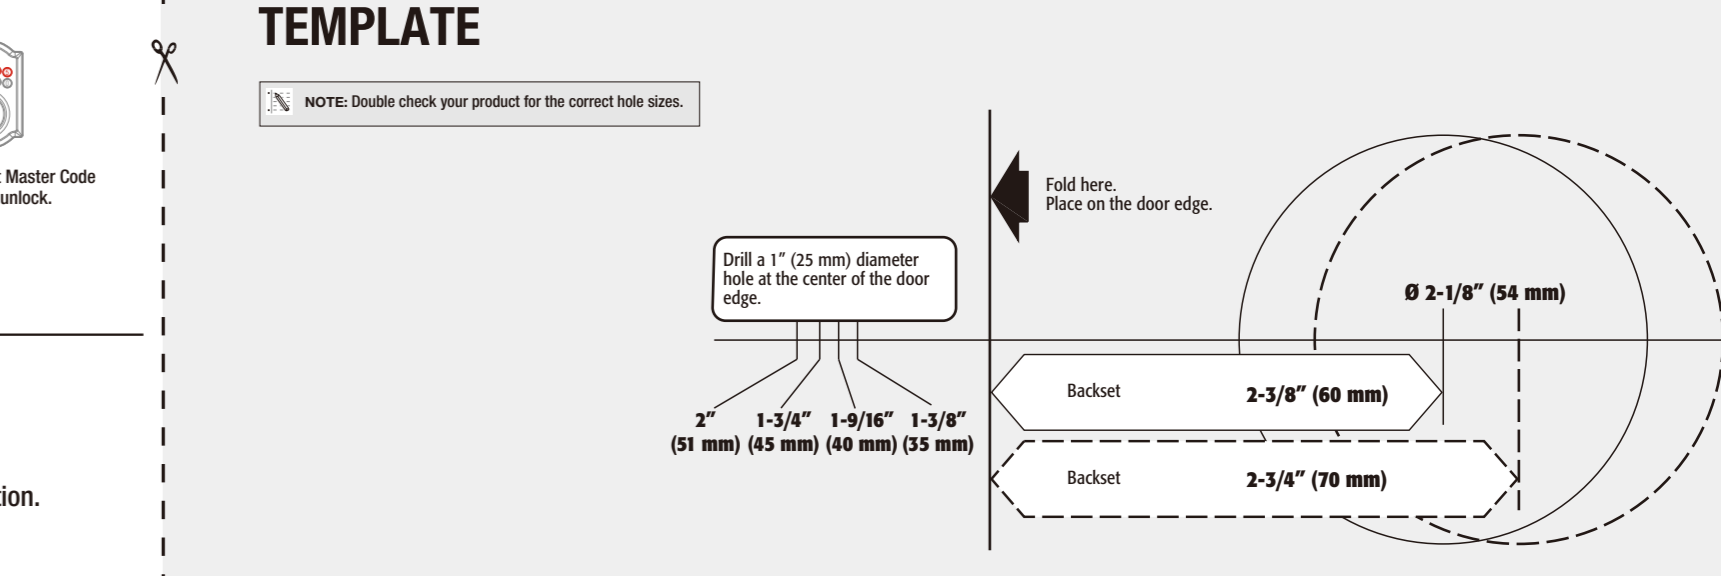 TEMPLATE
NOTE: Double check your product for the correct hole sizes.
Master Code
unlock.
tion.
Fold here.
Place on the door edge.
Drill a 1” (25 mm) diameter
hole at the center of the door
edge.
Ø 2-1/8” (54 mm)
Backset 2-3/8” (60 mm)
2” 1-3/4” 1-9/16” 1-3/8”
(51 mm) (45 mm) (40 mm) (35 mm)
Backset 2-3/4” (70 mm)